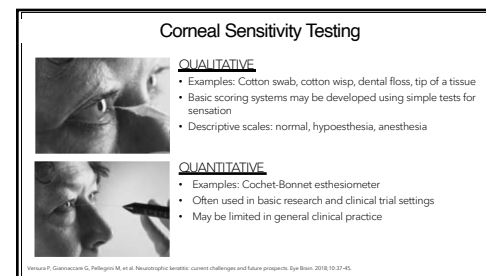 Corneal Sensitivity Testing
QUALITATIVE
• Examples: Cotton swab, cotton wisp, dental floss, tip of a tissue
• Basic scoring systems may be developed using simple tests for
sensation
• Descriptive scales: normal, hypoesthesia, anesthesia
QUANTITATIVE
• Examples: Cochet-Bonnet esthesiometer
• Often used in basic research and clinical trial settings
• May be limited in general clinical practice
Versura P, Giannaccare G, Pellegrini M, et al. Neurotrophic keratitis: current challenges and future prospects. Eye Brain. 2018;10:37-45.